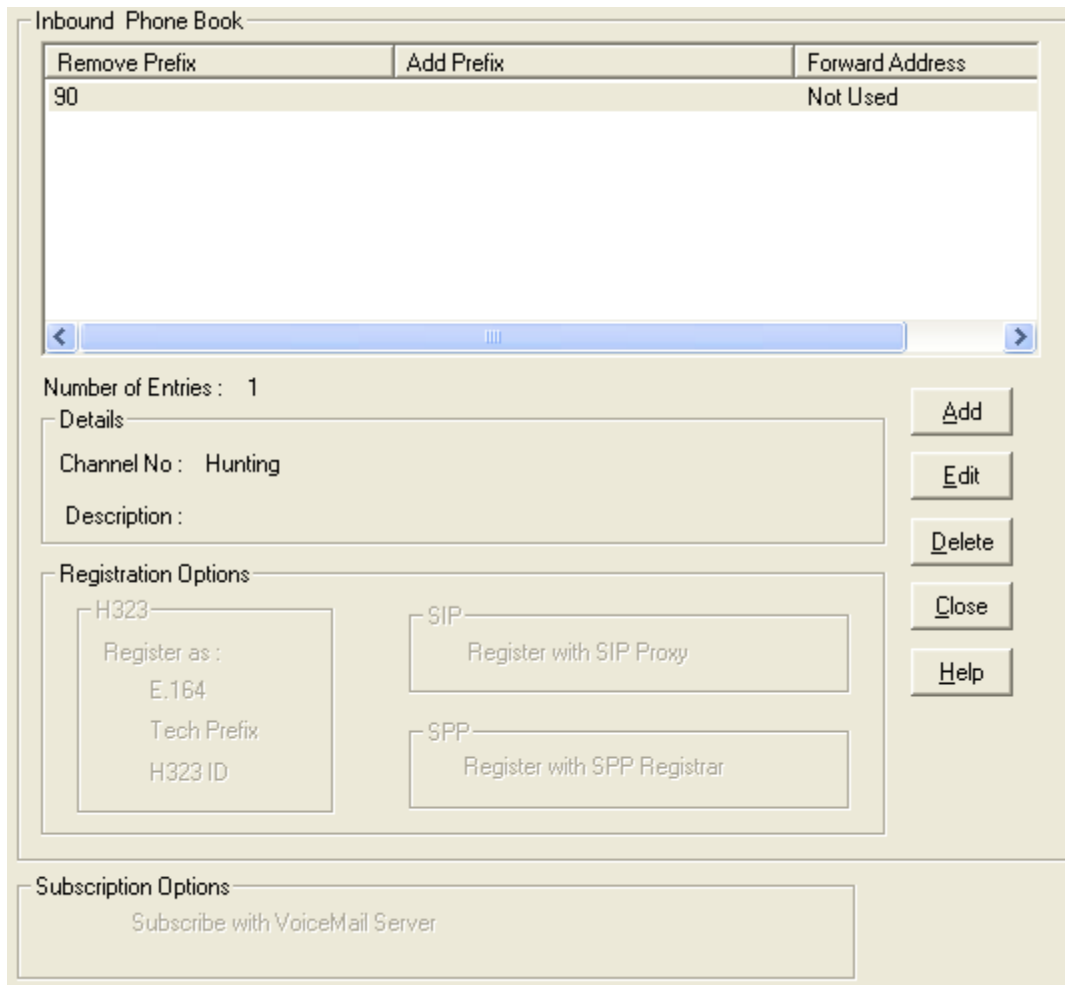 Inbound Phone Book
Remove Prefix Add Prefix Forward Address
90 Not Used
Number of Entries : 1
Add
Details
Channel No : Hunting
Edit
Description :
Delete
Registration Options
H323
SIP
Close
Register as :
Register with SIP Proxy
Help
E.164
Tech Prefix
SPP
H323 ID
Register with SPP Registrar
Subscription Options
Subscribe with VoiceMail Server